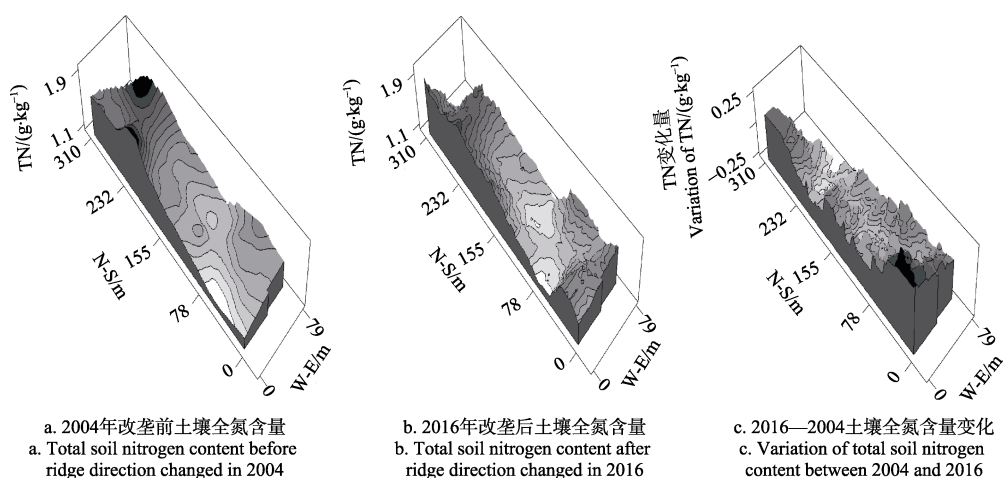 TN/(g·kg⁻¹)
1.9
1.1
310
232
155
78
0
N-S/m
0
79
W-E/m
a. 2004年改垄前土壤全氮含量
a. Total soil nitrogen content before
ridge direction changed in 2004
TN/(g·kg⁻¹)
1.9
1.1
310
232
155
78
0
N-S/m
0
79
W-E/m
b. 2016年改垄后土壤全氮含量
b. Total soil nitrogen content after
ridge direction changed in 2016
TN变化量
Variation of TN/(g·kg⁻¹)
0.25
−0.25
310
232
155
78
0
N-S/m
0
79
W-E/m
c. 2016—2004土壤全氮含量变化
c. Variation of total soil nitrogen
content between 2004 and 2016